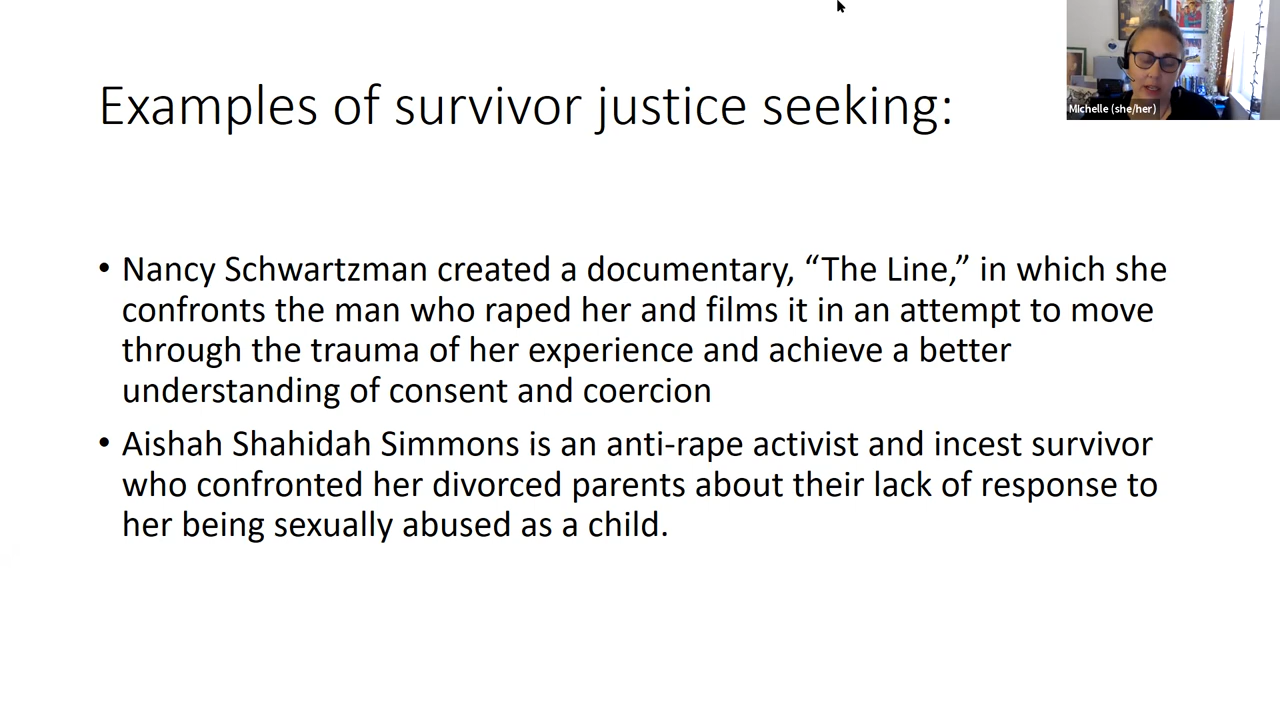 Examples of survivor justice seeking:
Michelle (she/her)
• Nancy Schwartzman created a documentary, “The Line,” in which she
confronts the man who raped her and films it in an attempt to move
through the trauma of her experience and achieve a better
understanding of consent and coercion
• Aishah Shahidah Simmons is an anti-rape activist and incest survivor
who confronted her divorced parents about their lack of response to
her being sexually abused as a child.